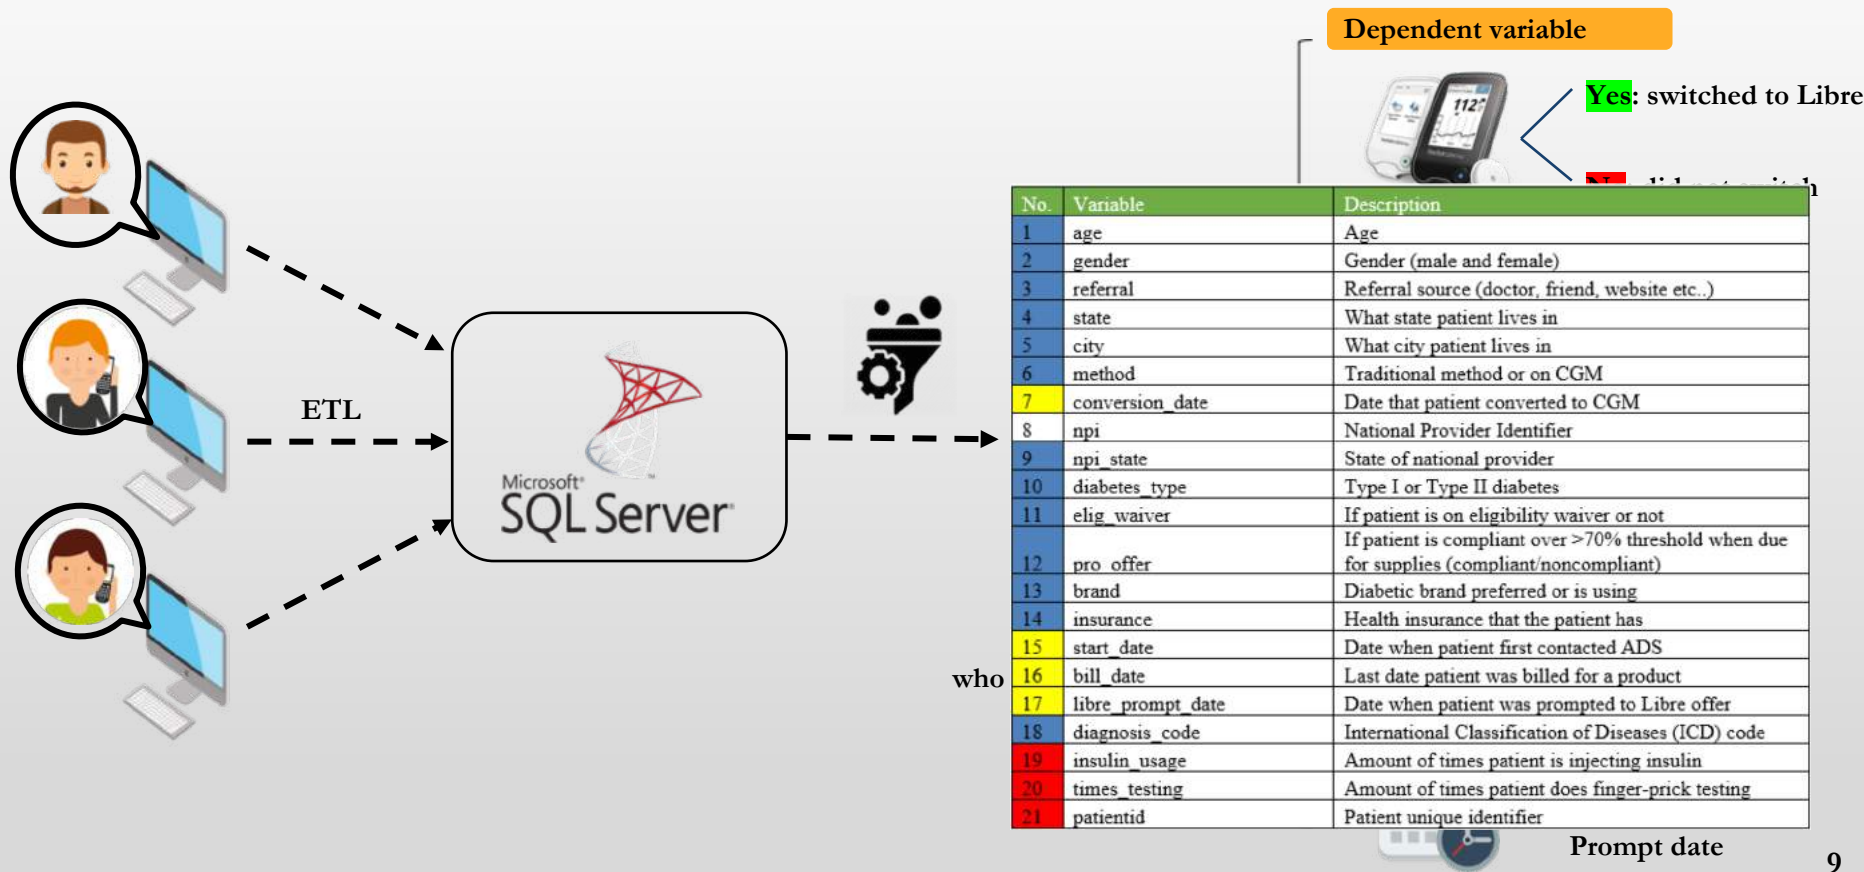 Dependent variable
Yes: switched to Libre
No: did not switch
ETL
Microsoft®
SQL Server®
112
who
No. Variable Description
1 age Age
2 gender Gender (male and female)
3 referral Referral source (doctor, friend, website etc..)
4 state What state patient lives in
5 city What city patient lives in
6 method Traditional method or on CGM
7 conversion_date Date that patient converted to CGM
8 npi National Provider Identifier
9 npi_state State of national provider
10 diabetes_type Type I or Type II diabetes
11 elig_waiver If patient is on eligibility waiver or not
12 pro_offer If patient is compliant over >70% threshold when due
for supplies (compliant/noncompliant)
13 brand Diabetic brand preferred or is using
14 insurance Health insurance that the patient has
15 start_date Date when patient first contacted ADS
16 bill_date Last date patient was billed for a product
17 libre_prompt_date Date when patient was prompted to Libre offer
18 diagnosis_code International Classification of Diseases (ICD) code
19 insulin_usage Amount of times patient is injecting insulin
20 times_testing Amount of times patient does finger-prick testing
21 patientid Patient unique identifier
Prompt date
9